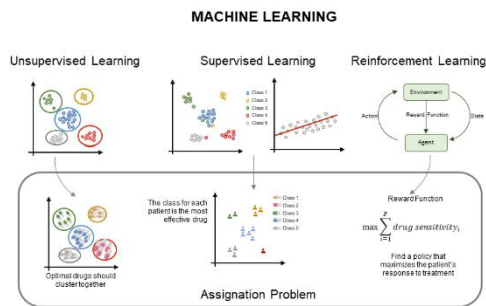 MACHINE LEARNING
Unsupervised Learning
Supervised Learning
Reinforcement Learning
Class 1
Class 2
Class 3
Class 4
Class 5
Environment
Action
Reward
Function
State
Agent
Optimal drugs should
cluster together
The class for each
patient is the most
effective drug
Class 1
Class 2
Class 3
Class 4
Class 5
Reward Function
max ∑ᵢ₌₁ᵖ drug sensitivityᵢ
Find a policy that
maximizes the patient's
response to treatment
Assignation Problem